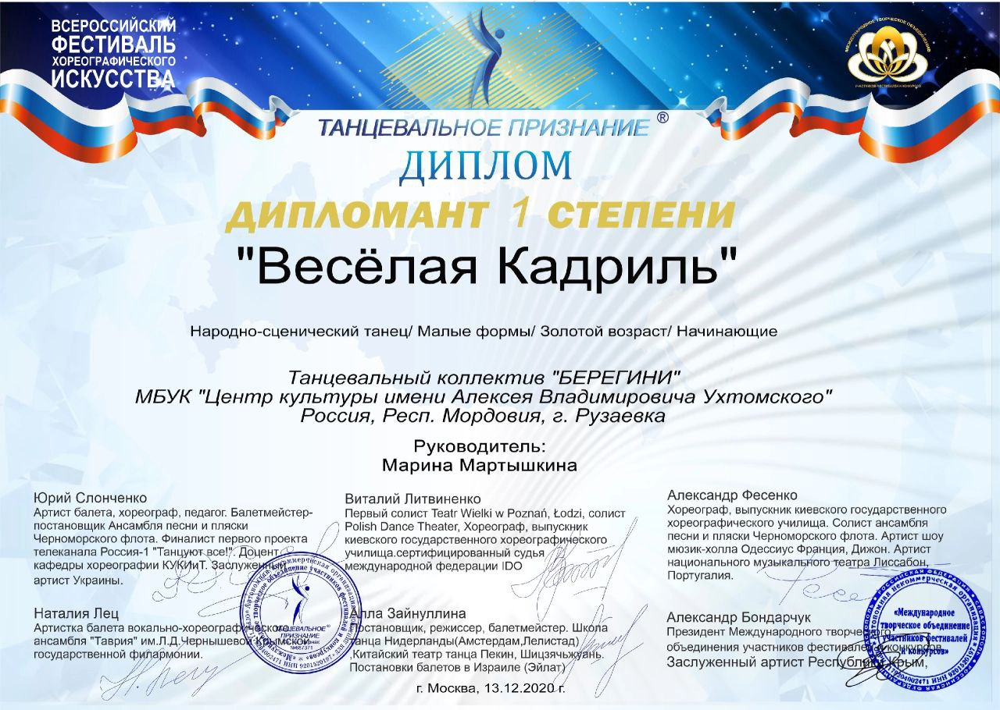 ВСЕРОССИЙСКИЙ
ФЕСТИВАЛЬ
ХОРЕОГРАФИЧЕСКОГО
ИСКУССТВА
МЕЖДУНАРОДНОЕ ТВОРЧЕСКОЕ ОБЪЕДИНЕНИЕ
УЧАСТНИКОВ ФЕСТИВАЛЕЙ И КОНКУРСОВ
ТАНЦЕВАЛЬНОЕ ПРИЗНАНИЕ ®
ДИПЛОМ
ДИПЛОМАНТ 1 СТЕПЕНИ
"Весёлая Кадриль"
Народно-сценический танец/ Малые формы/ Золотой возраст/ Начинающие
Танцевальный коллектив "БЕРЕГИНИ"
МБУК "Центр культуры имени Алексея Владимировича Ухтомского"
Россия, Респ. Мордовия, г. Рузаевка
Руководитель:
Марина Мартышкина
Юрий Слонченко
Артист балета, хореограф, педагог. Балетмейстер-
постановщик Ансамбля песни и пляски
Черноморского флота. Финалист первого проекта
телеканала Россия-1 "Танцуют все!". Доцент
кафедры хореографии КУКИиТ. Заслуженный
артист Украины.
Виталий Литвиненко
Первый солист Teatr Wielki w Poznań, Łodzi, солист
Polish Dance Theater, Хореограф, выпускник
киевского государственного хореографического
училища.сертифицированный судья
международной федерации IDO
Александр Фесенко
Хореограф, выпускник киевского государственного
хореографического училища. Солист ансамбля
песни и пляски Черноморского флота. Артист шоу
мюзик-холла Одессиус Франция, Дижон. Артист
национального музыкального театра Лиссабон,
Португалия.
Наталия Лец
Артистка балета вокально-хореографического
ансамбля "Таврия" им.Л.Д.Чернышевой Крымской
государственной филармонии.
ТАНЦЕВАЛЬНОЕ ®
ПРИЗНАНИЕ
№687371
Алла Зайнуллина
Постановщик, режиссер, балетмейстер. Школа
танца Нидерланды(Амстердам,Лелистад)
,Китайский театр танца Пекин, Шицзячьжуань.
Постановки балетов в Израиле (Эйлат)
Александр Бондарчук
Президент Международного творческого
объединения участников фестивалей и конкурсов
Заслуженный артист Республики Крым,
«Международное
творческое объединение
участников фестивалей
и конкурсов»
г. Москва, 13.12.2020 г.